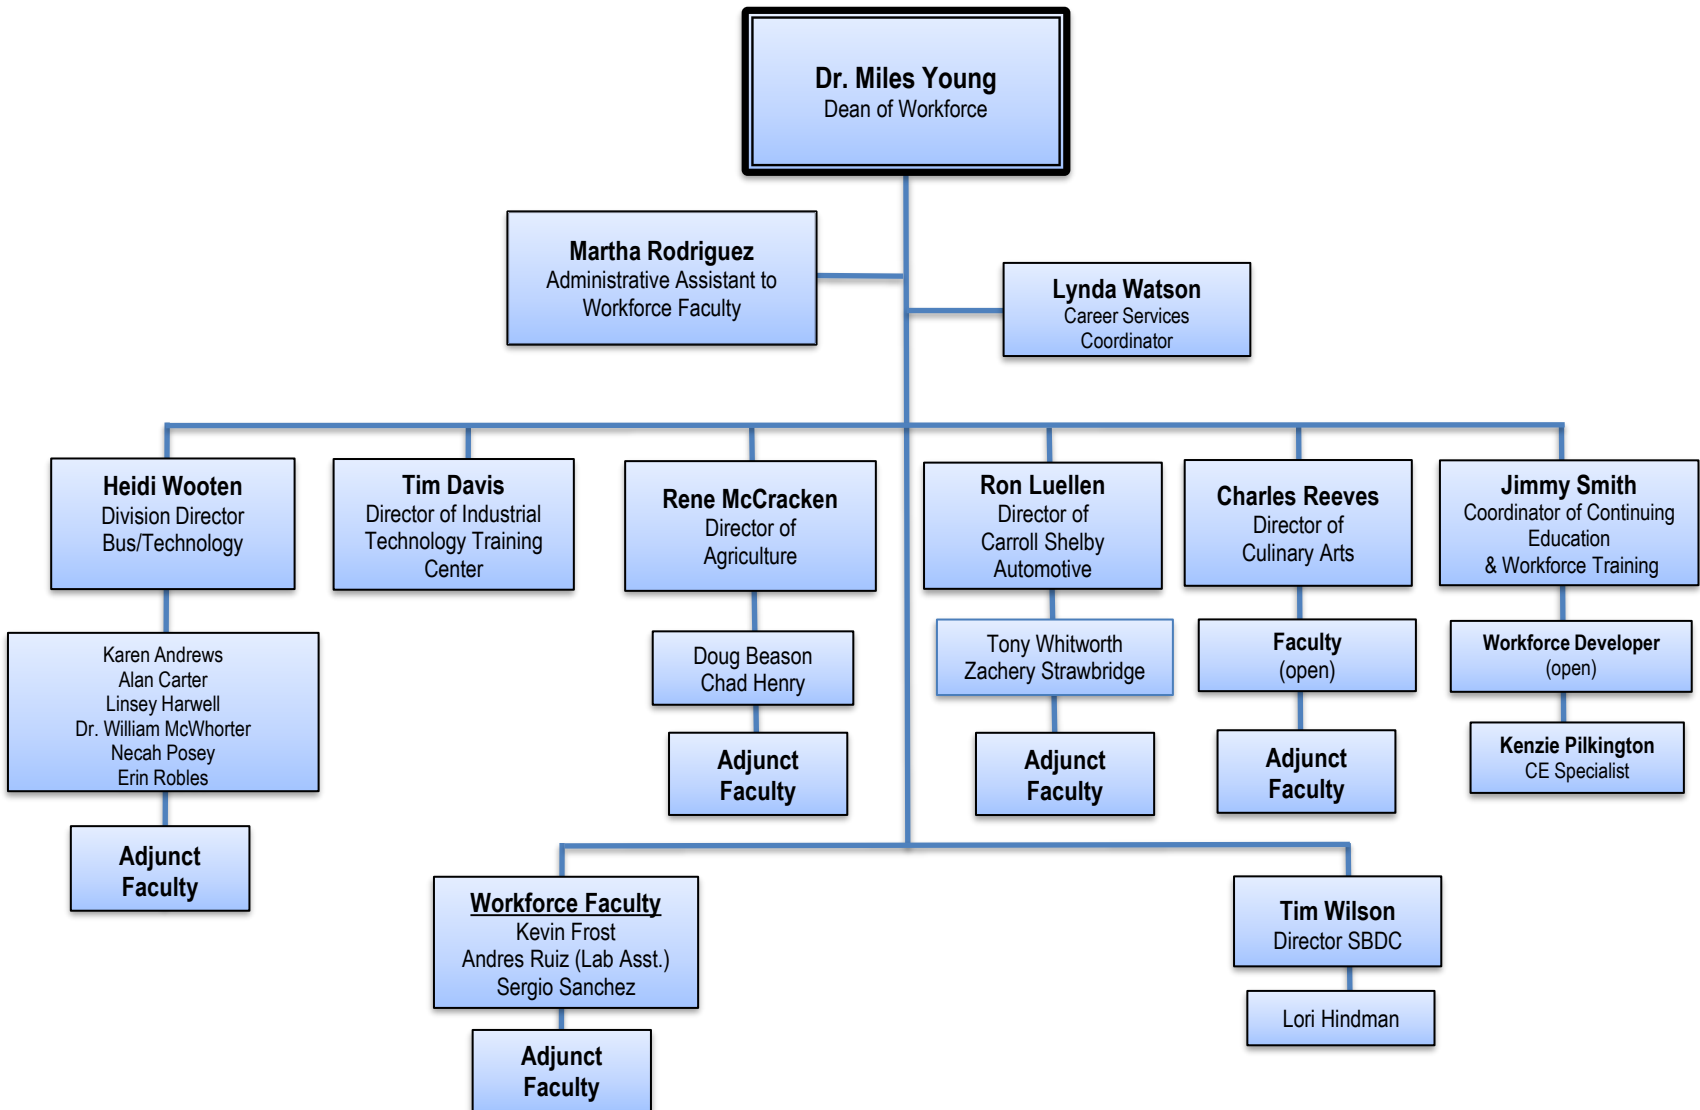 Dr. Miles Young
Dean of Workforce
Martha Rodriguez
Administrative Assistant to
Workforce Faculty
Lynda Watson
Career Services
Coordinator
Heidi Wooten
Division Director
Bus/Technology
Tim Davis
Director of Industrial
Technology Training
Center
Rene McCracken
Director of
Agriculture
Ron Luellen
Director of
Carroll Shelby
Automotive
Charles Reeves
Director of
Culinary Arts
Jimmy Smith
Coordinator of Continuing
Education
& Workforce Training
Karen Andrews
Alan Carter
Linsey Harwell
Dr. William McWhorter
Necah Posey
Erin Robles
Doug Beason
Chad Henry
Tony Whitworth
Zachery Strawbridge
Faculty
(open)
Workforce Developer
(open)
Adjunct
Faculty
Adjunct
Faculty
Adjunct
Faculty
Kenzie Pilkington
CE Specialist
Adjunct
Faculty
Workforce Faculty
Kevin Frost
Andres Ruiz (Lab Asst.)
Sergio Sanchez
Tim Wilson
Director SBDC
Lori Hindman
Adjunct
Faculty